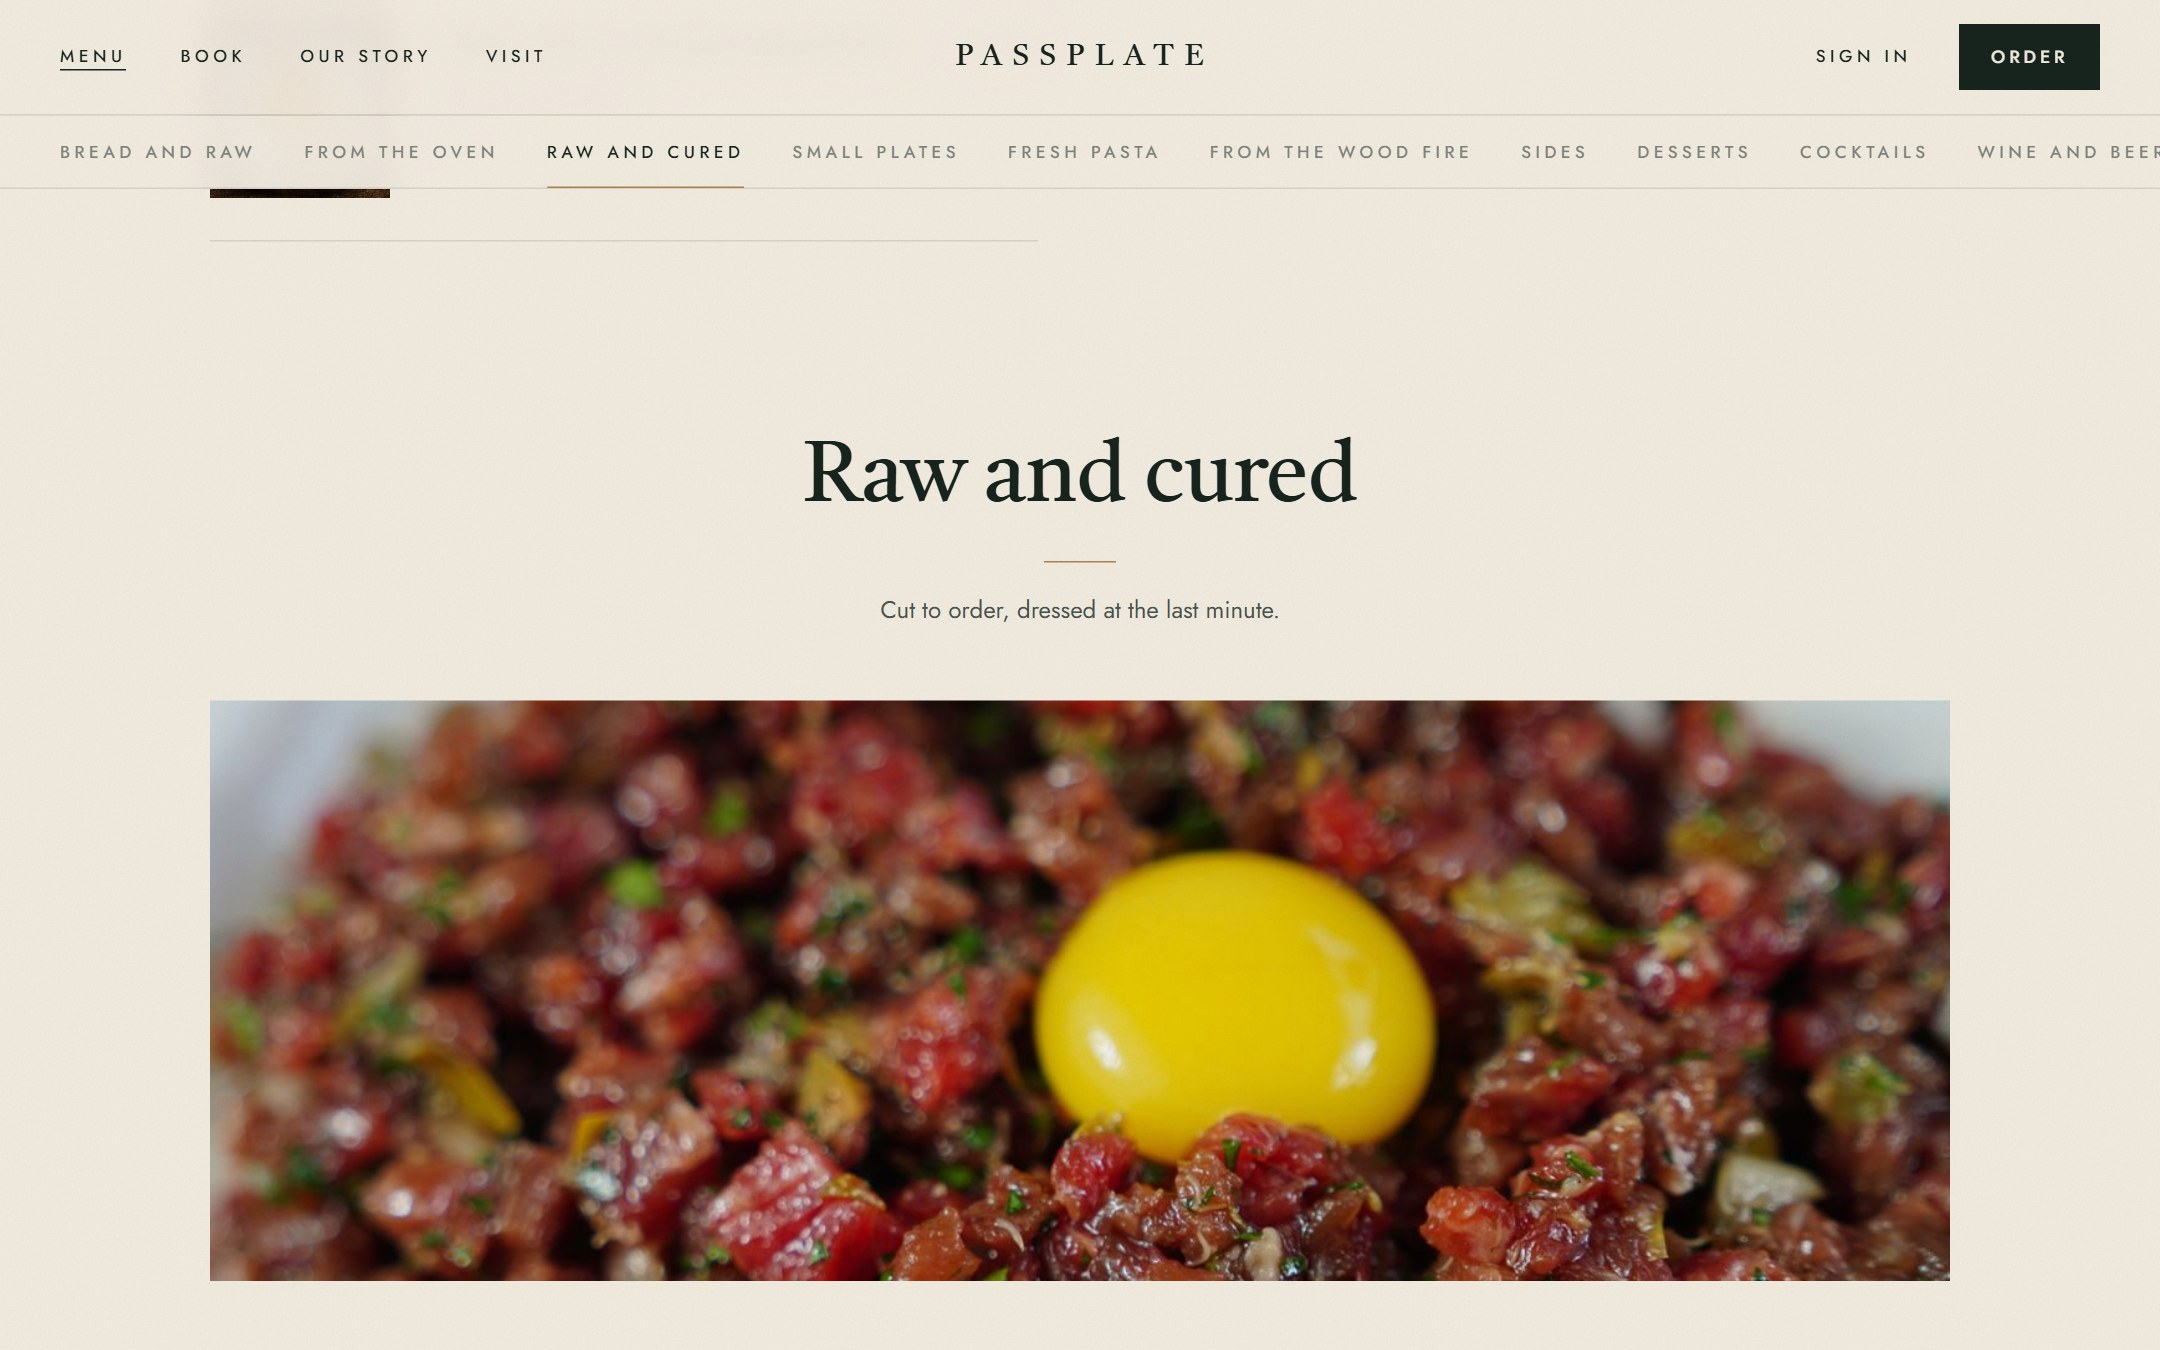 MENU BOOK OUR STORY VISIT PASSPLATE SIGN IN ORDER
BREAD AND RAW FROM THE OVEN RAW AND CURED SMALL PLATES FRESH PASTA FROM THE WOOD FIRE SIDES DESSERTS COCKTAILS WINE AND BEER
Raw and cured
Cut to order, dressed at the last minute.